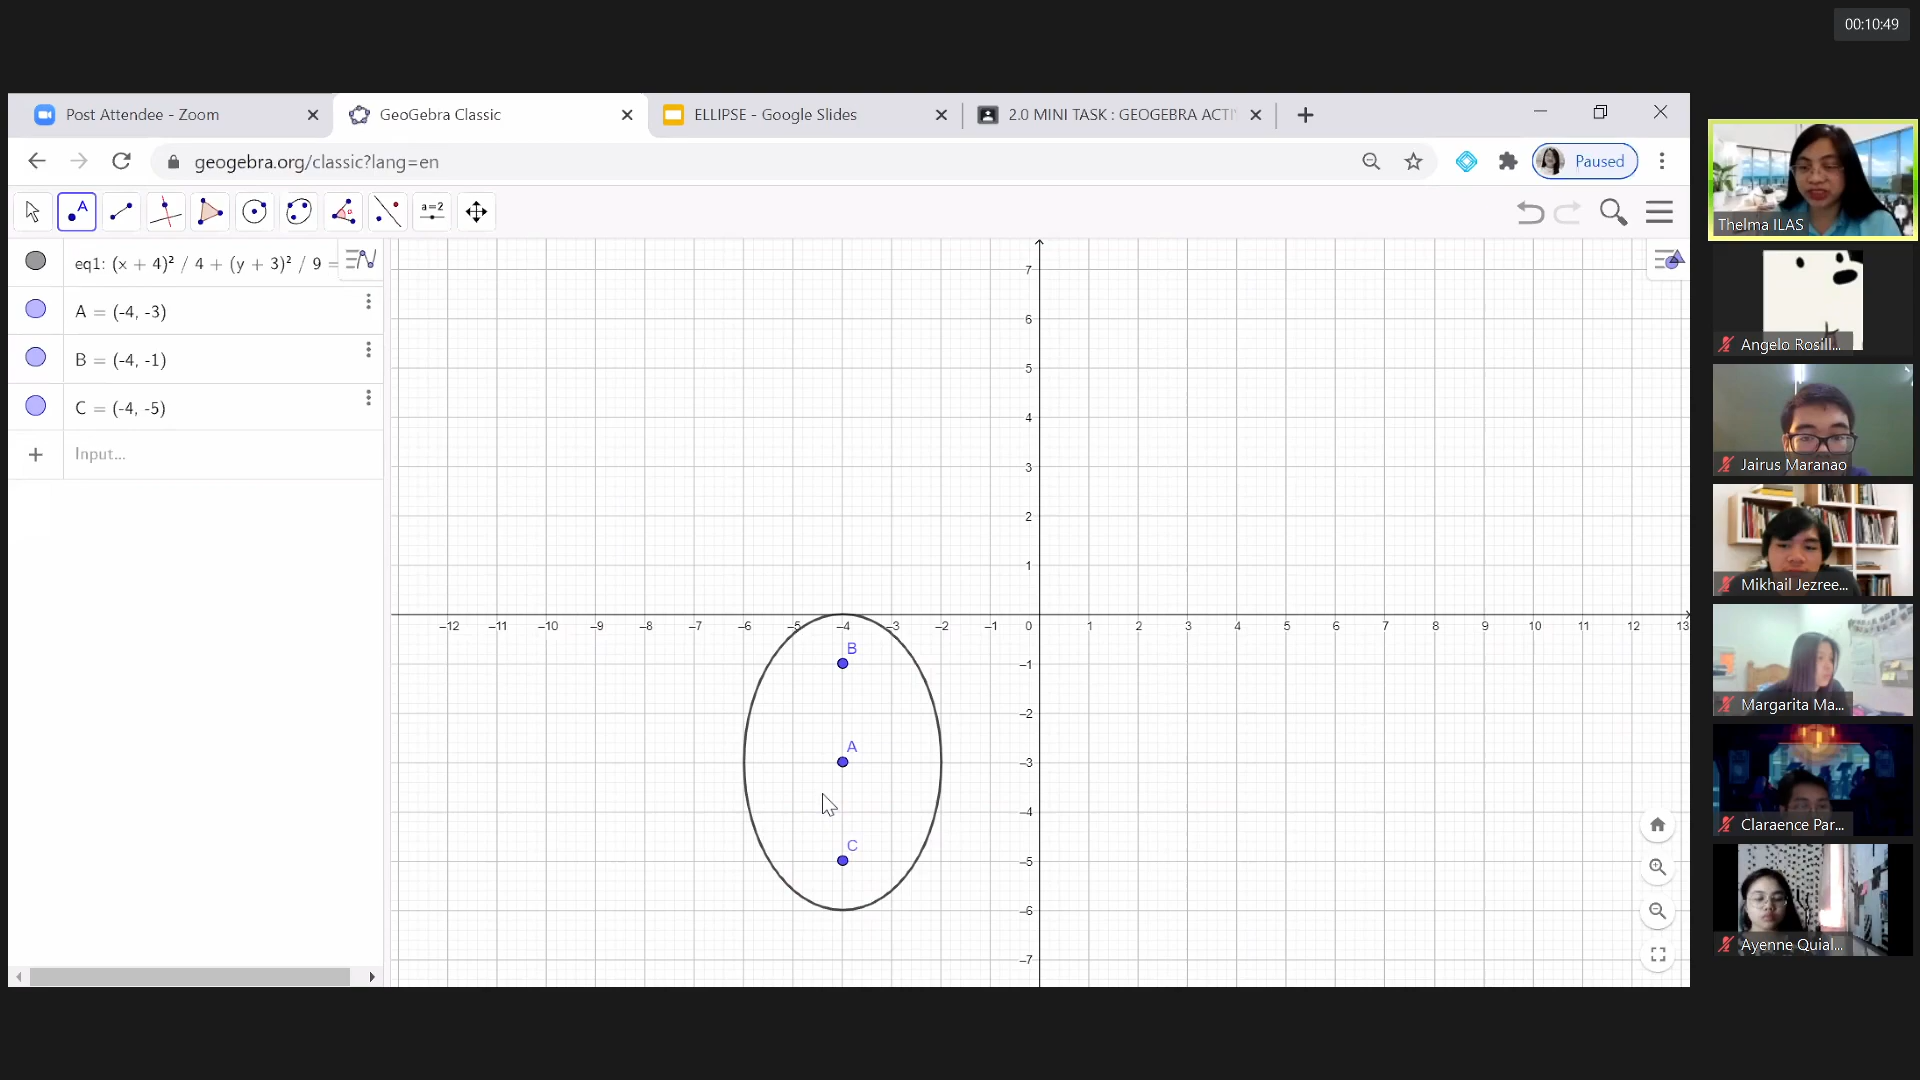 00:10:49
Post Attendee - Zoom
GeoGebra Classic
ELLIPSE - Google Slides
2.0 MINI TASK : GEOGEBRA ACTI
geogebra.org/classic?lang=en
Paused
A
a=2
eq1: (x + 4)² / 4 + (y + 3)² / 9 =
A = (-4, -3)
B = (-4, -1)
C = (-4, -5)
Input...
7
6
5
4
3
2
1
–12 –11 –10 –9 –8 –7 –6 –5 –4 –3 –2 –1 0 1 2 3 4 5 6 7 8 9 10 11 12 13
B
–1
–2
A
–3
–4
C
–5
–6
–7
Thelma ILAS
Angelo Rosill...
Jairus Maranao
Mikhail Jezree...
Margarita Ma...
Claraence Par...
Ayenne Quial...